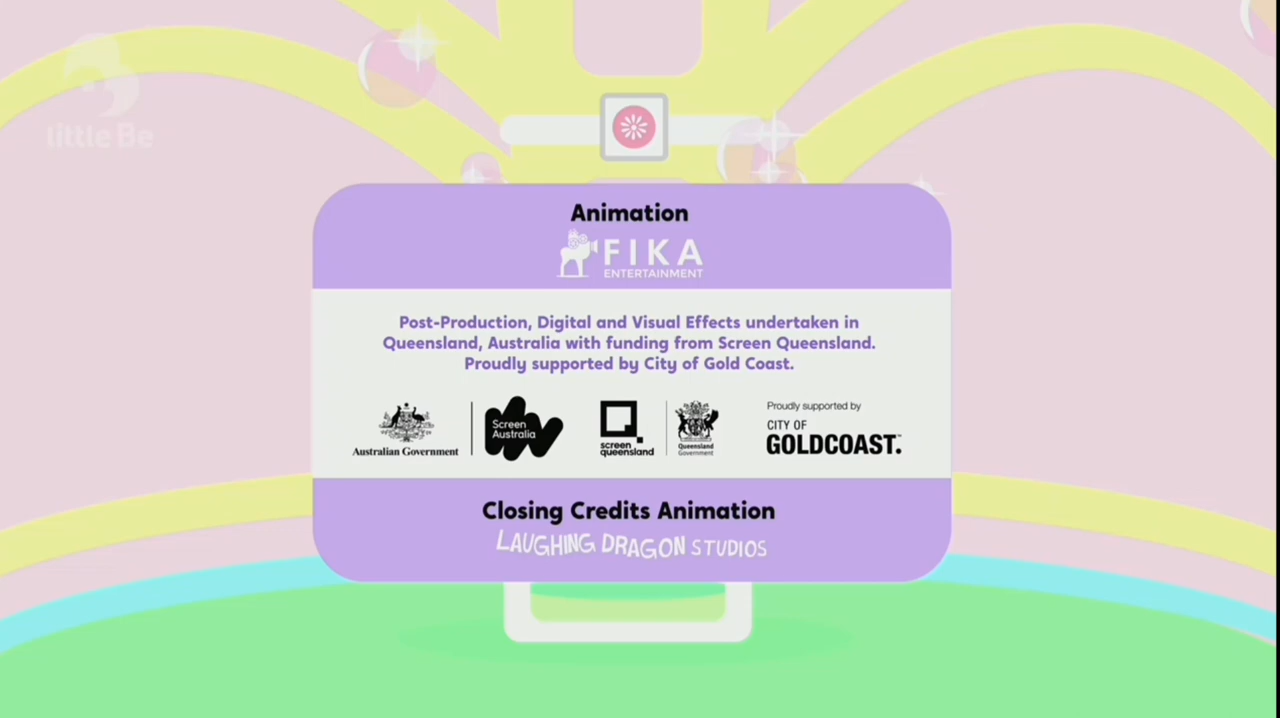 little Be
Animation
FIKA
ENTERTAINMENT
Post-Production, Digital and Visual Effects undertaken in
Queensland, Australia with funding from Screen Queensland.
Proudly supported by City of Gold Coast.
Australian Government
Screen
Australia
screen
queensland
Queensland
Government
Proudly supported by
CITY OF
GOLDCOAST.
Closing Credits Animation
LAUGHING DRAGON STUDIOS